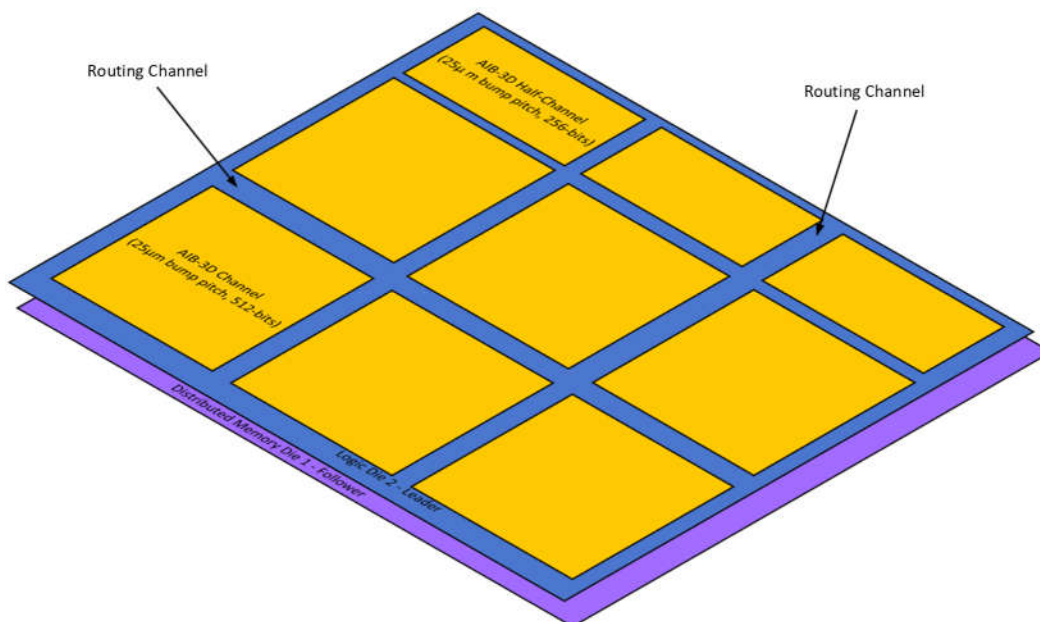 Routing Channel
AIB-3D Half-Channel
(25µ m bump pitch, 256-bits)
Routing Channel
AIB-3D Channel
(25µm bump pitch, 512-bits)
Distributed Memory Die 1 - Follower
Logic Die 2 - Leader